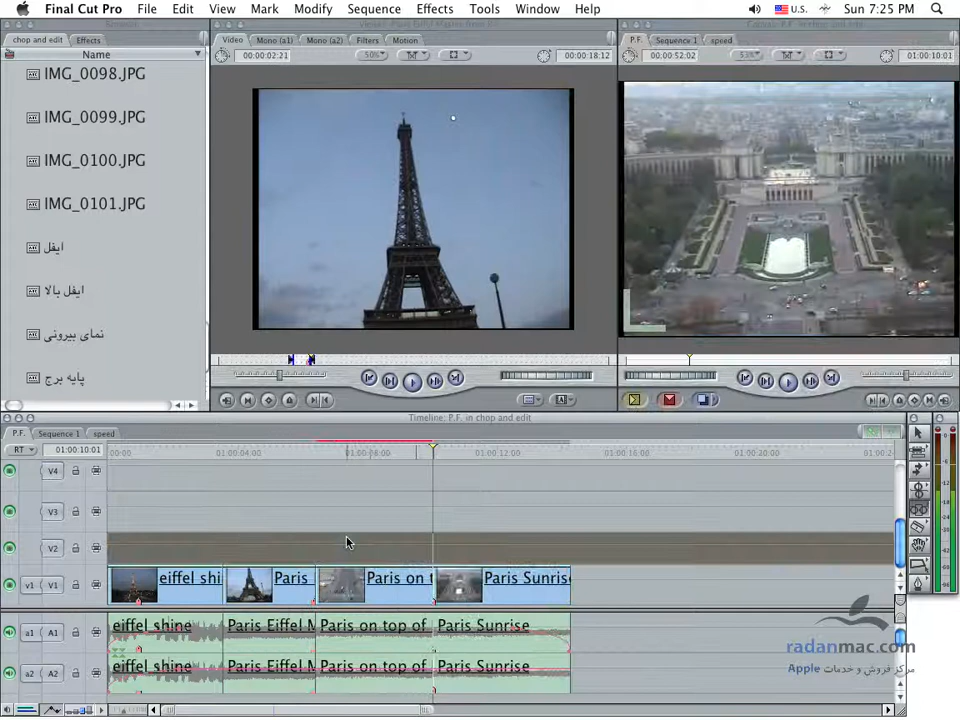 Final Cut Pro File Edit View Mark Modify Sequence Effects Tools Window Help U.S. Sun 7:25 PM
chop and edit Effects
Name
IMG_0098.JPG
IMG_0099.JPG
IMG_0100.JPG
IMG_0101.JPG
ایفل
ایفل بالا
نمای بیرونی
پایه برج
Video Mono (a1) Mono (a2) Filters Motion
00:00:02:21 50% 00:00:18:12
P.F. Sequence 1 speed
00:00:52:02 01:00:10:01
Timeline: P.F. in chop and edit
P.F. Sequence 1 speed
RT 01:00:10:01 00:00 01:00:04:00 01:00:08:00 01:00:12:00 01:00:16:00 01:00:20:00 01:00:2
V4
V3
V2
v1 V1 eiffel shi Paris Paris on t Paris Sunris
a1 A1 eiffel shine Paris Eiffel M Paris on top of Paris Sunrise
a2 A2 eiffel shine Paris Eiffel M Paris on top of Paris Sunrise
radanmac.com
مرکز فروش و خدمات Apple